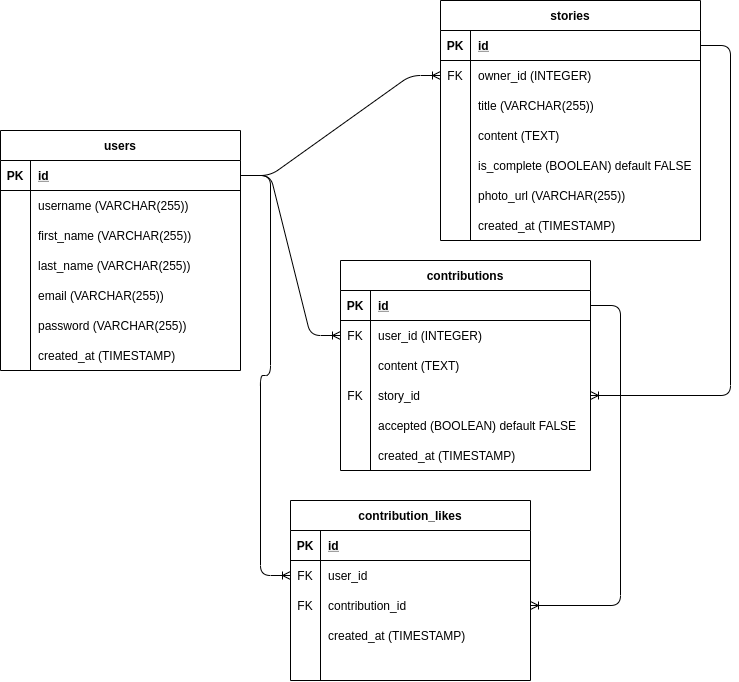 stories
PK id
FK owner_id (INTEGER)
title (VARCHAR(255))
content (TEXT)
is_complete (BOOLEAN) default FALSE
photo_url (VARCHAR(255))
created_at (TIMESTAMP)
users
PK id
username (VARCHAR(255))
first_name (VARCHAR(255))
last_name (VARCHAR(255))
email (VARCHAR(255))
password (VARCHAR(255))
created_at (TIMESTAMP)
contributions
PK id
FK user_id (INTEGER)
content (TEXT)
FK story_id
accepted (BOOLEAN) default FALSE
created_at (TIMESTAMP)
contribution_likes
PK id
FK user_id
FK contribution_id
created_at (TIMESTAMP)